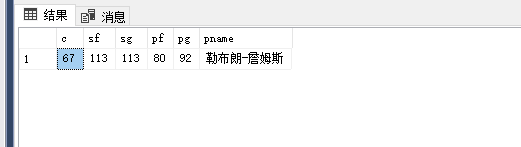 结果 消息
c sf sg pf pg pname
1 67 113 113 80 92 勒布朗-詹姆斯